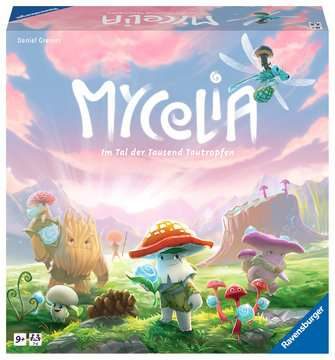 Daniel Greiner
MYCELIA
Im Tal der Tausend Tautropfen
9+
Ravensburger